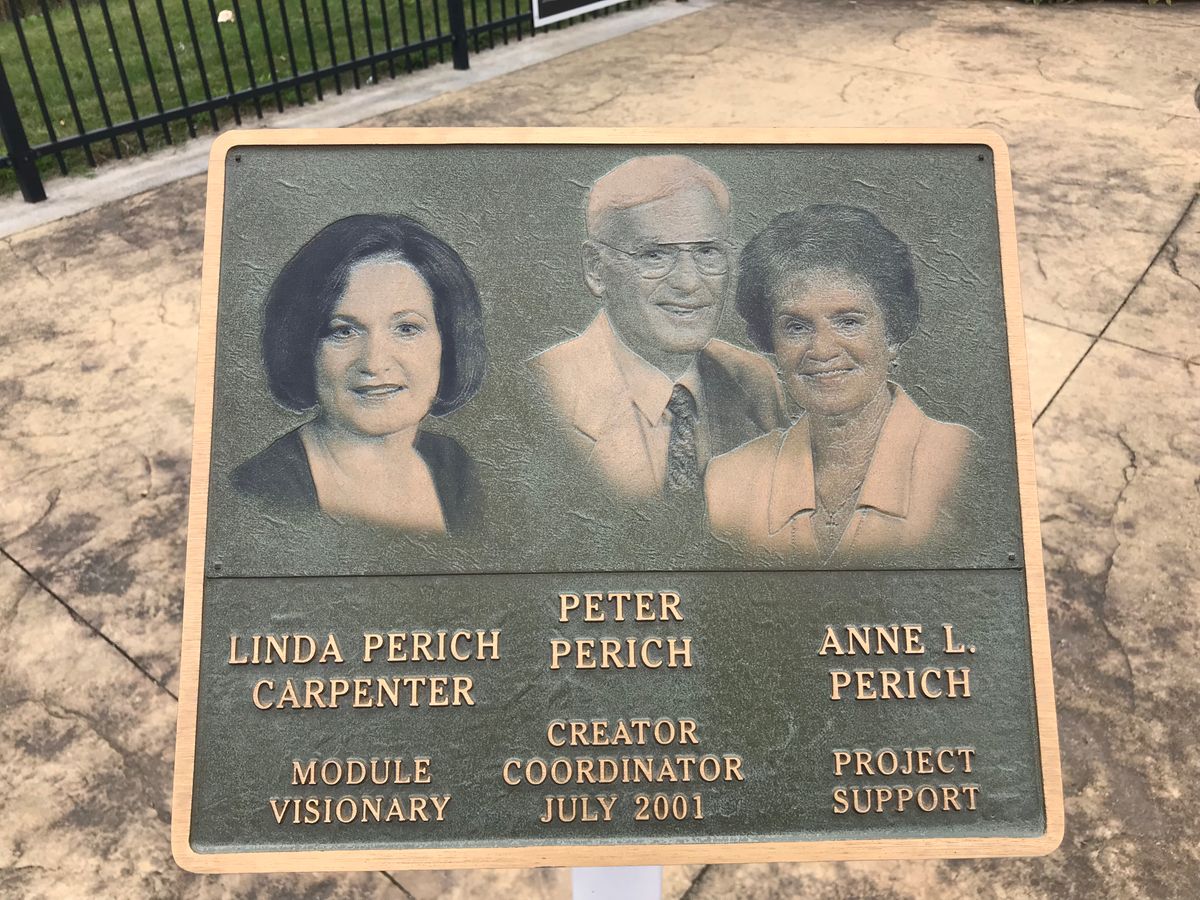 LINDA PERICH
CARPENTER
MODULE
VISIONARY
PETER
PERICH
CREATOR
COORDINATOR
JULY 2001
ANNE L.
PERICH
PROJECT
SUPPORT